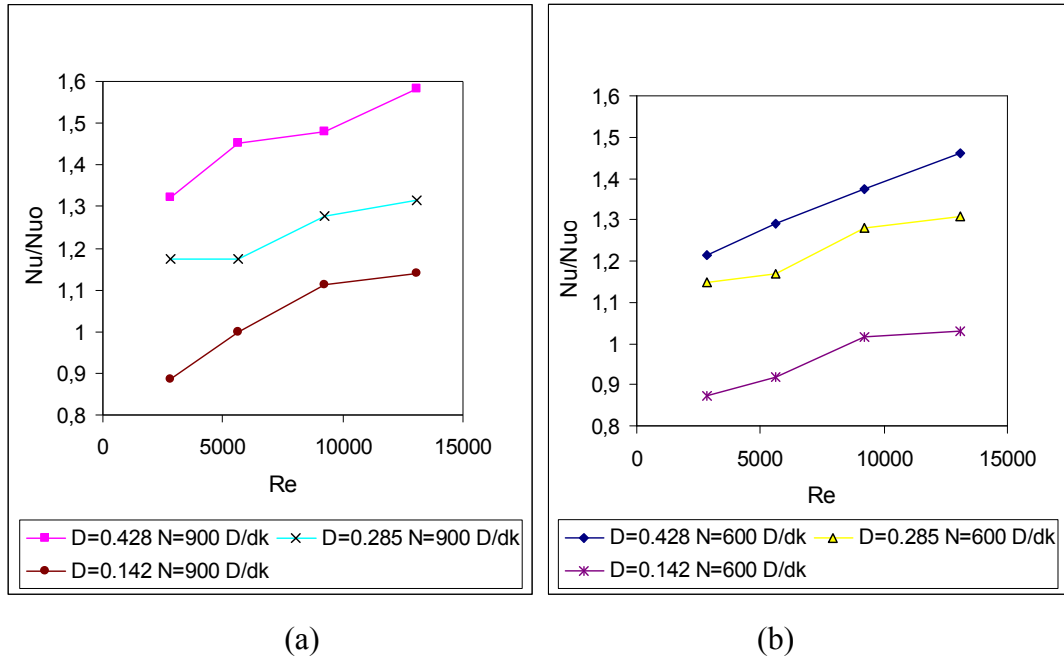 1,6
1,5
1,4
1,3
1,2
1,1
1
0,9
0,8
Nu/Nuo
0 5000 10000 15000
Re
D=0.428 N=900 D/dk D=0.285 N=900 D/dk
D=0.142 N=900 D/dk
(a)
1,6
1,5
1,4
1,3
1,2
1,1
1
0,9
0,8
Nu/Nuo
0 5000 10000 15000
Re
D=0.428 N=600 D/dk D=0.285 N=600 D/dk
D=0.142 N=600 D/dk
(b)